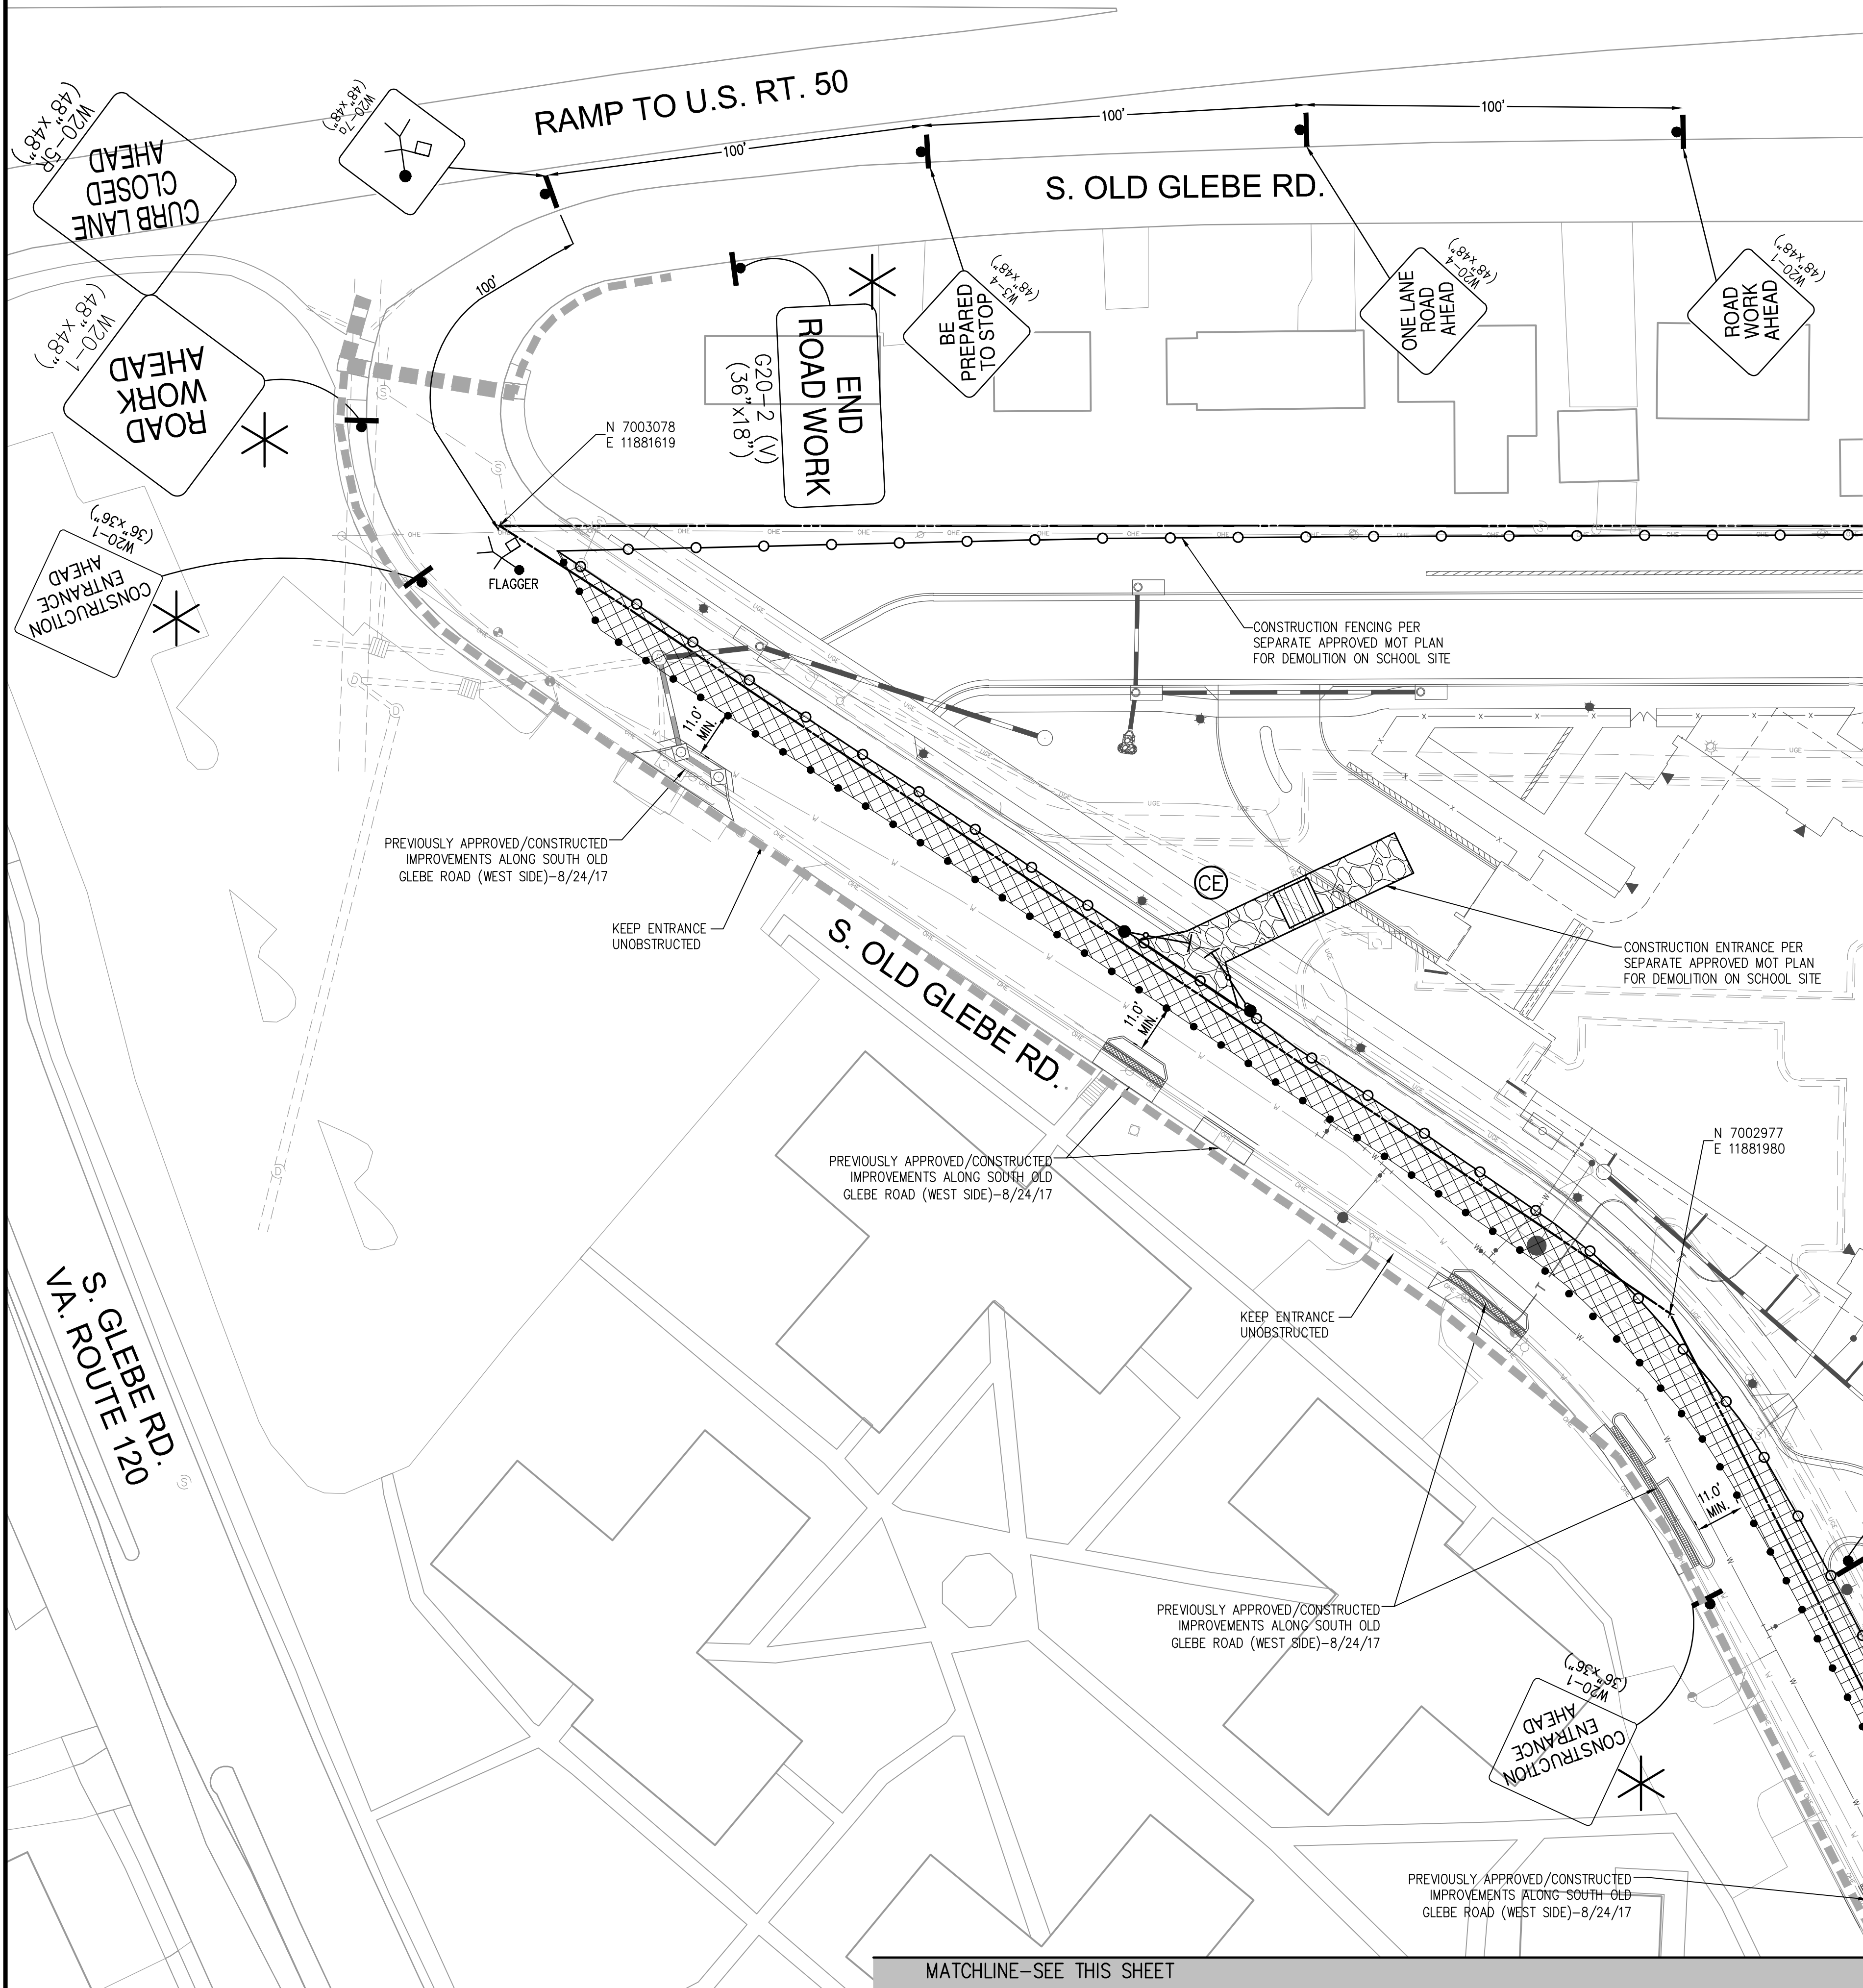 RAMP TO U.S. RT. 50
S. OLD GLEBE RD.
100'
100'
100'
100'
W20-5R
(48"x48")
CURB LANE
CLOSED
AHEAD
W20-7a
(48"x48")
W20-1
(48"x48")
ROAD
WORK
AHEAD
END
ROAD WORK
G20-2 (V)
(36"x18")
BE
PREPARED
TO STOP
W3-4
(48"x48")
ONE LANE
ROAD
AHEAD
W20-4
(48"x48")
ROAD
WORK
AHEAD
W20-1
(48"x48")
N 7003078
E 11881619
W20-1
(36"x36")
CONSTRUCTION
ENTRANCE
AHEAD
FLAGGER
CONSTRUCTION FENCING PER
SEPARATE APPROVED MOT PLAN
FOR DEMOLITION ON SCHOOL SITE
11.0'
MIN.
PREVIOUSLY APPROVED/CONSTRUCTED
IMPROVEMENTS ALONG SOUTH OLD
GLEBE ROAD (WEST SIDE)-8/24/17
KEEP ENTRANCE
UNOBSTRUCTED
CE
S. OLD GLEBE RD.
CONSTRUCTION ENTRANCE PER
SEPARATE APPROVED MOT PLAN
FOR DEMOLITION ON SCHOOL SITE
11.0'
MIN.
N 7002977
E 11881980
PREVIOUSLY APPROVED/CONSTRUCTED
IMPROVEMENTS ALONG SOUTH OLD
GLEBE ROAD (WEST SIDE)-8/24/17
KEEP ENTRANCE
UNOBSTRUCTED
S. GLEBE RD.
VA. ROUTE 120
11.0'
MIN.
PREVIOUSLY APPROVED/CONSTRUCTED
IMPROVEMENTS ALONG SOUTH OLD
GLEBE ROAD (WEST SIDE)-8/24/17
W20-1
(36"x36")
CONSTRUCTION
ENTRANCE
AHEAD
PREVIOUSLY APPROVED/CONSTRUCTED
IMPROVEMENTS ALONG SOUTH OLD
GLEBE ROAD (WEST SIDE)-8/24/17
MATCHLINE-SEE THIS SHEET